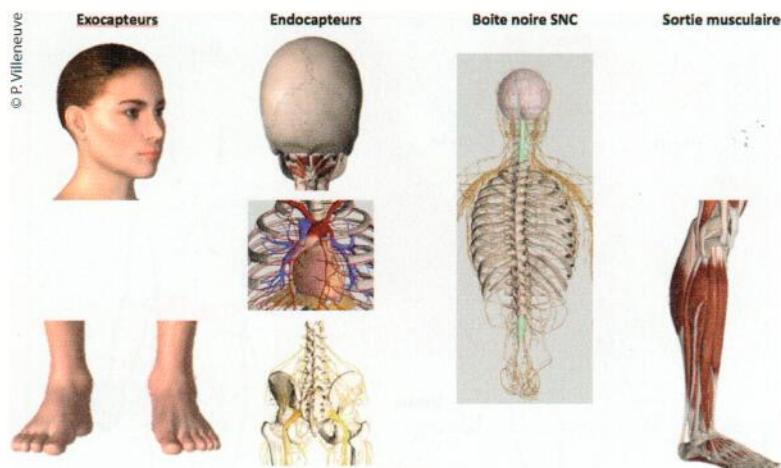 Exocapteurs
Endocapteurs
Boite noire SNC
Sortie musculaire
© P. Villeneuve